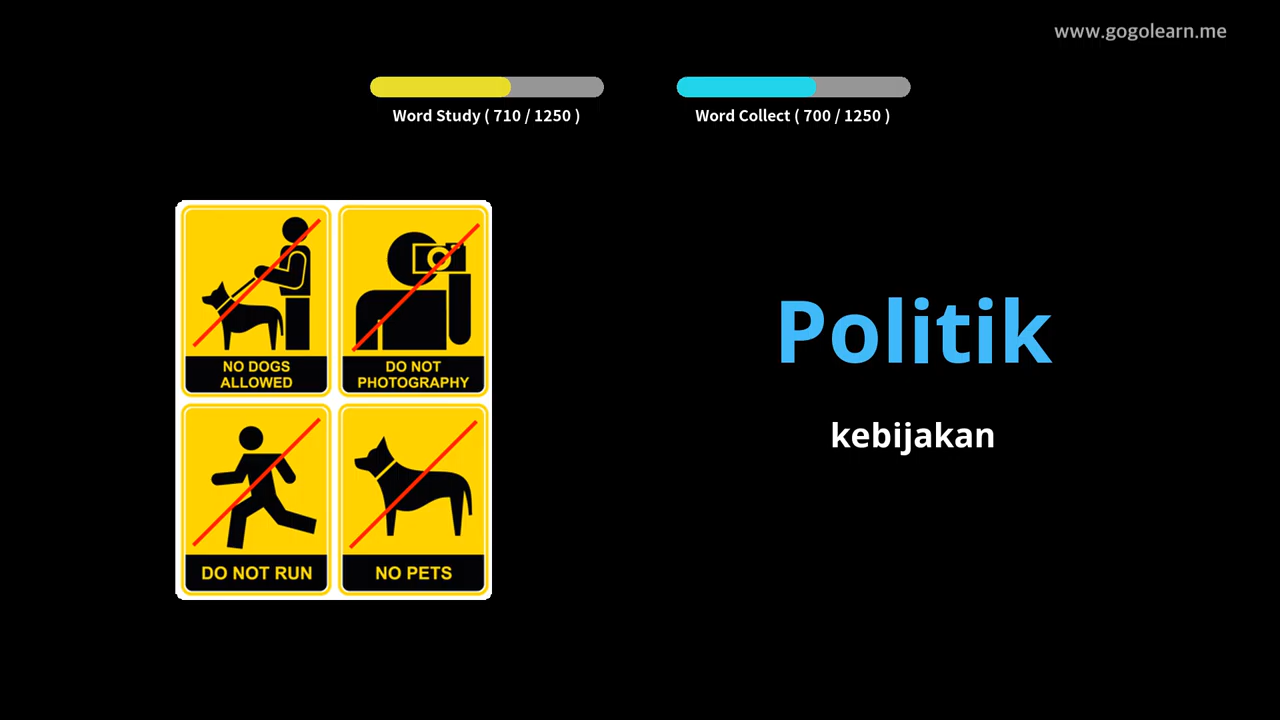 www.gogolearn.me
Word Study ( 710 / 1250 )
Word Collect ( 700 / 1250 )
NO DOGS
ALLOWED
DO NOT
PHOTOGRAPHY
DO NOT RUN
NO PETS
Politik
kebijakan